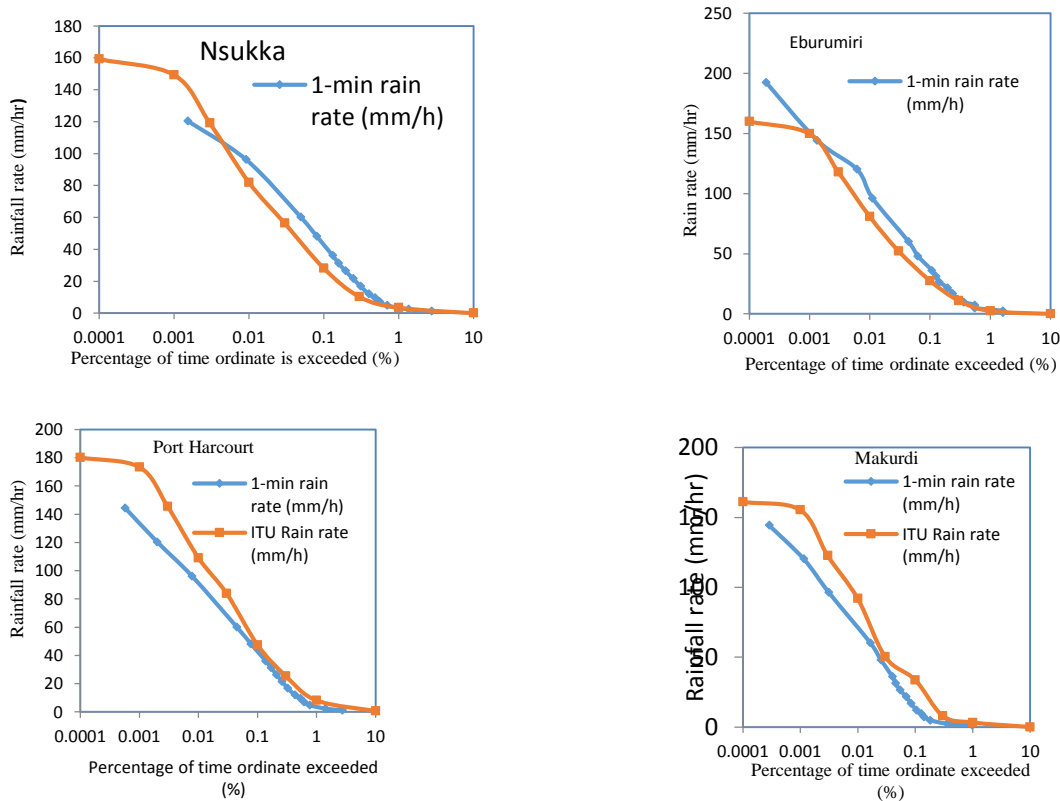 Nsukka
1-min rain
rate (mm/h)
Rainfall rate (mm/hr)
180
160
140
120
100
80
60
40
20
0
0.0001 0.001 0.01 0.1 1 10
Percentage of time ordinate is exceeded (%)
Eburumiri
1-min rain rate
(mm/h)
Rain rate (mm/hr)
250
200
150
100
50
0
0.0001 0.001 0.01 0.1 1 10
Percentage of time ordinate exceeded (%)
Port Harcourt
1-min rain
rate (mm/h)
ITU Rain rate
(mm/h)
Rainfall rate (mm/hr)
200
180
160
140
120
100
80
60
40
20
0
0.0001 0.001 0.01 0.1 1 10
Percentage of time ordinate exceeded
(%)
Makurdi
1-min rain rate
(mm/h)
ITU Rain rate
(mm/h)
Rainfall rate (mm/hr)
200
150
100
50
0
0.0001 0.001 0.01 0.1 1 10
Percentage of time ordinate exceeded
(%)